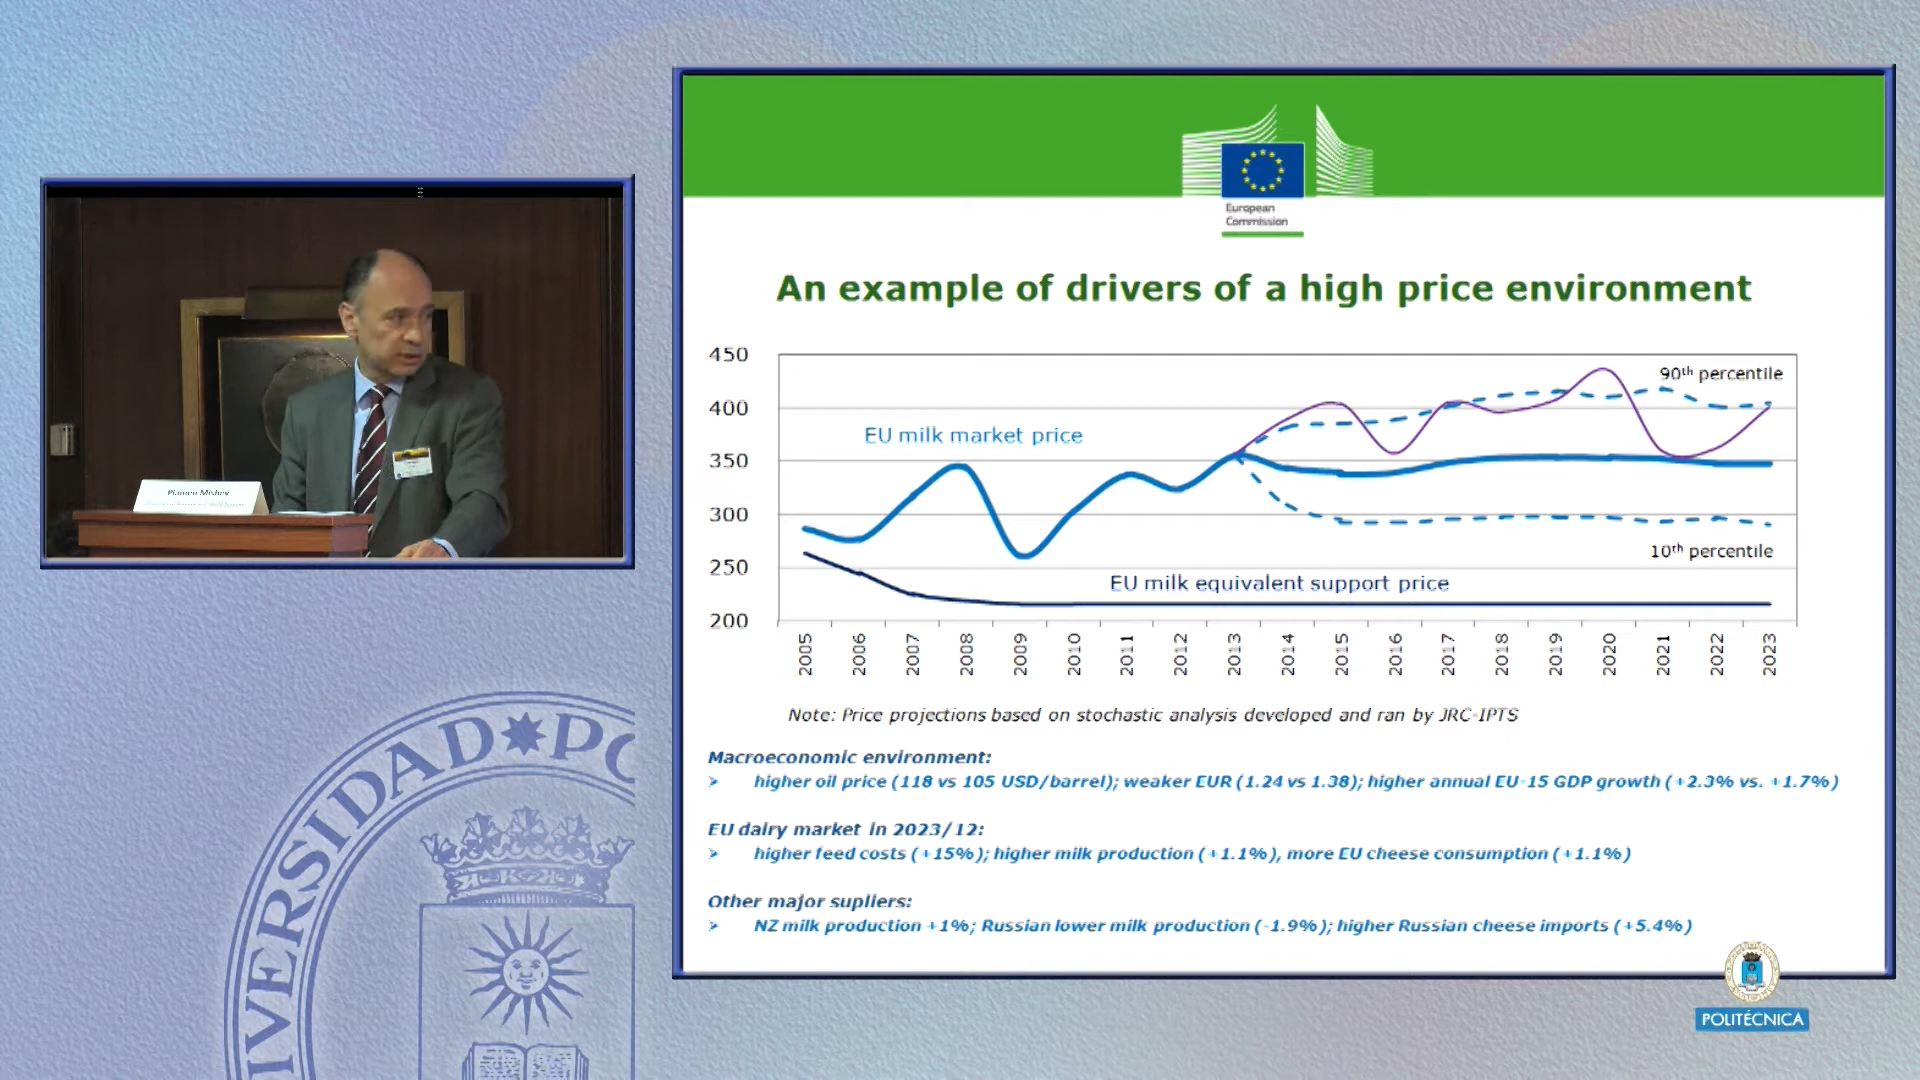 European
Commission
An example of drivers of a high price environment
450
400
350
300
250
200
90th percentile
EU milk market price
10th percentile
EU milk equivalent support price
2005
2006
2007
2008
2009
2010
2011
2012
2013
2014
2015
2016
2017
2018
2019
2020
2021
2022
2023
Note: Price projections based on stochastic analysis developed and ran by JRC-IPTS
Macroeconomic environment:
higher oil price (118 vs 105 USD/barrel); weaker EUR (1.24 vs 1.38); higher annual EU-15 GDP growth (+2.3% vs. +1.7%)
EU dairy market in 2023/12:
higher feed costs (+15%); higher milk production (+1.1%), more EU cheese consumption (+1.1%)
Other major supliers:
NZ milk production +1%; Russian lower milk production (-1.9%); higher Russian cheese imports (+5.4%)
Plamen Mishev
IVERSIDAD PO
POLITÉCNICA